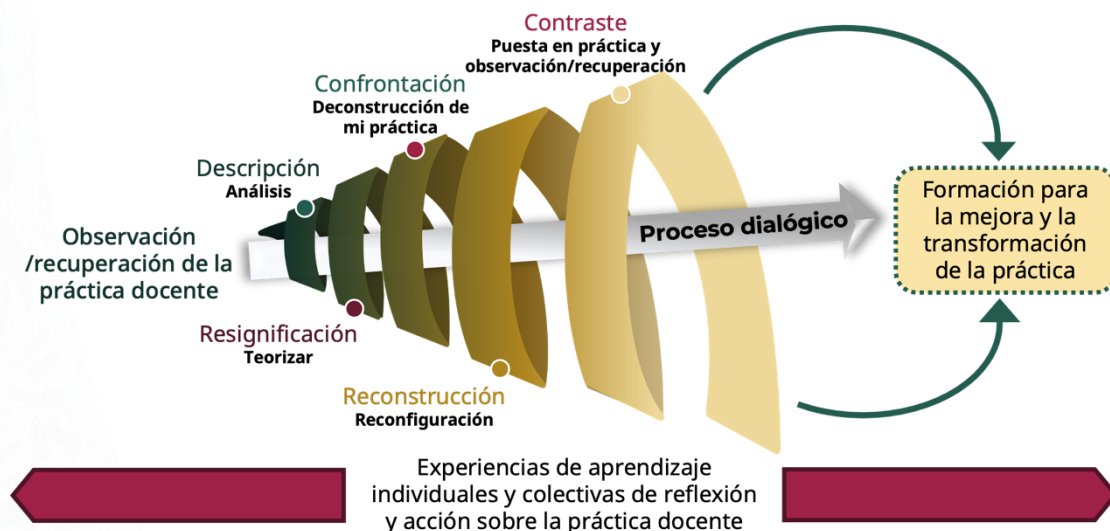 Contraste
Puesta en práctica y
observación/recuperación
Confrontación
Deconstrucción de
mi práctica
Descripción
Análisis
Observación
/recuperación de la
práctica docente
Resignificación
Teorizar
Reconstrucción
Reconfiguración
Proceso dialógico
Formación para
la mejora y la
transformación
de la práctica
Experiencias de aprendizaje
individuales y colectivas de reflexión
y acción sobre la práctica docente